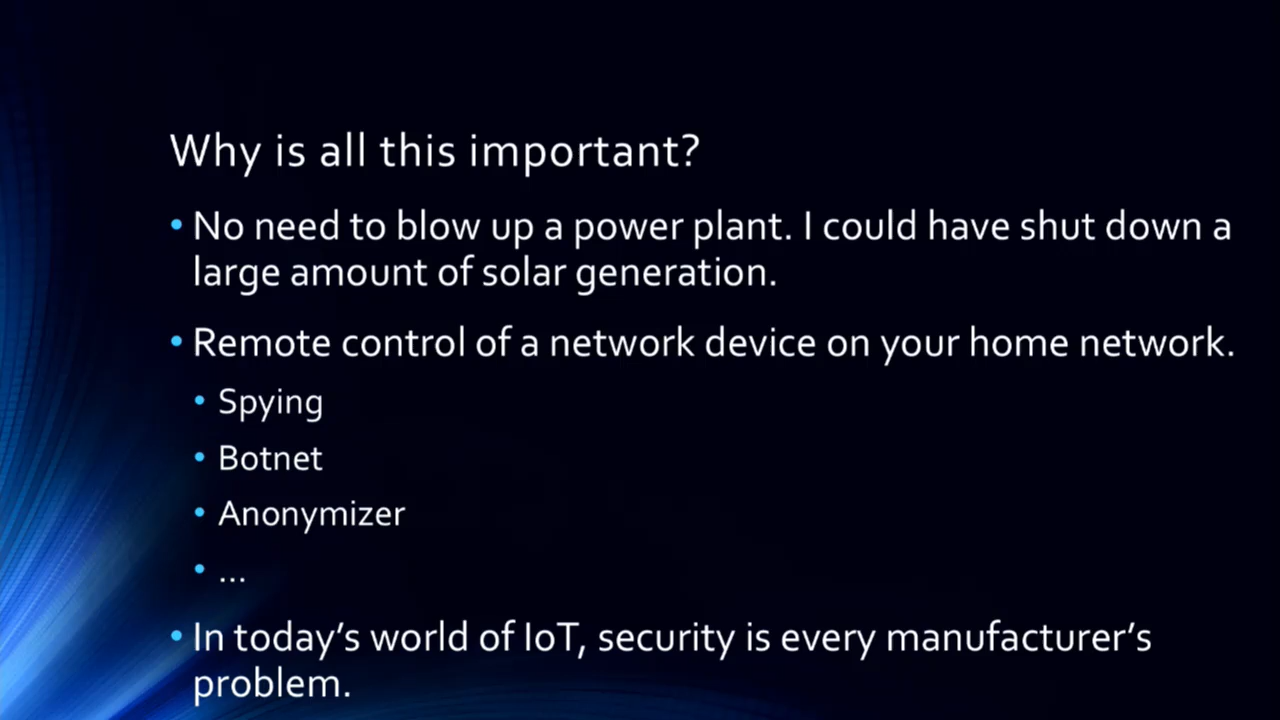 Why is all this important?
• No need to blow up a power plant. I could have shut down a
large amount of solar generation.
• Remote control of a network device on your home network.
• Spying
• Botnet
• Anonymizer
• ...
• In today’s world of IoT, security is every manufacturer’s
problem.